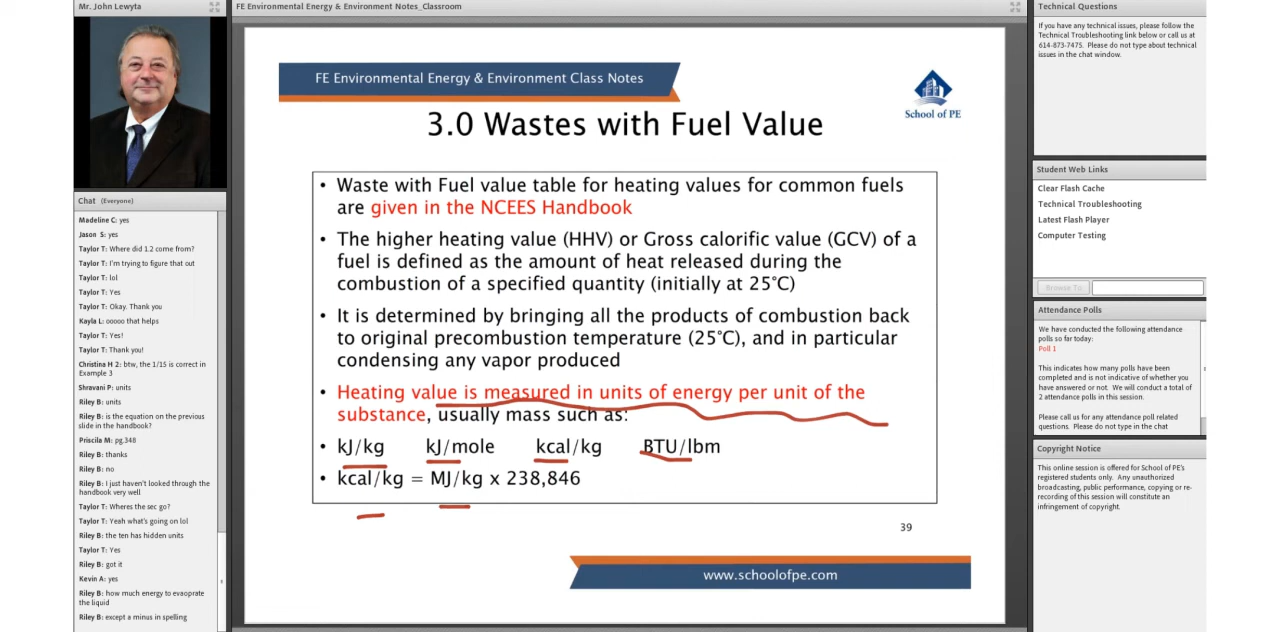 Mr. John Lewyta
FE Environmental Energy & Environment Notes_Classroom
Technical Questions
If you have any technical issues, please follow the
Technical Troubleshooting link below or call us at
614-873-7475. Please do not type about technical
issues in the chat window.
FE Environmental Energy & Environment Class Notes
School of PE
3.0 Wastes with Fuel Value
• Waste with Fuel value table for heating values for common fuels
are given in the NCEES Handbook
• The higher heating value (HHV) or Gross calorific value (GCV) of a
fuel is defined as the amount of heat released during the
combustion of a specified quantity (initially at 25°C)
• It is determined by bringing all the products of combustion back
to original precombustion temperature (25°C), and in particular
condensing any vapor produced
• Heating value is measured in units of energy per unit of the
substance, usually mass such as:
• kJ/kg kJ/mole kcal/kg BTU/lbm
• kcal/kg = MJ/kg x 238,846
39
www.schoolofpe.com
Chat (Everyone)
Madeline C: yes
Jason S: yes
Taylor T: Where did 1.2 come from?
Taylor T: I'm trying to figure that out
Taylor T: lol
Taylor T: Yes
Taylor T: Okay. Thank you
Kayla L: ooooo that helps
Taylor T: Yes!
Taylor T: Thank you!
Christina H 2: btw, the 1/15 is correct in
Example 3
Shravani P: units
Riley B: units
Riley B: is the equation on the previous
slide in the handbook?
Priscila M: pg.348
Riley B: thanks
Riley B: no
Riley B: I just haven't looked through the
handbook very well
Taylor T: Wheres the sec go?
Taylor T: Yeah what's going on lol
Riley B: the ten has hidden units
Taylor T: Yes
Riley B: got it
Kevin A: yes
Riley B: how much energy to evaoprate
the liquid
Riley B: except a minus in spelling
Student Web Links
Clear Flash Cache
Technical Troubleshooting
Latest Flash Player
Computer Testing
Browse To
Attendance Polls
We have conducted the following attendance
polls so far today:
Poll 1
This indicates how many polls have been
completed and is not indicative of whether you
have answered or not. We will conduct a total of
2 attendance polls in this session.
Please call us for any attendance poll related
questions. Please do not type in the chat
Copyright Notice
This online session is offered for School of PE's
registered students only. Any unauthorized
broadcasting, public performance, copying or re-
recording of this session will constitute an
infringement of copyright.